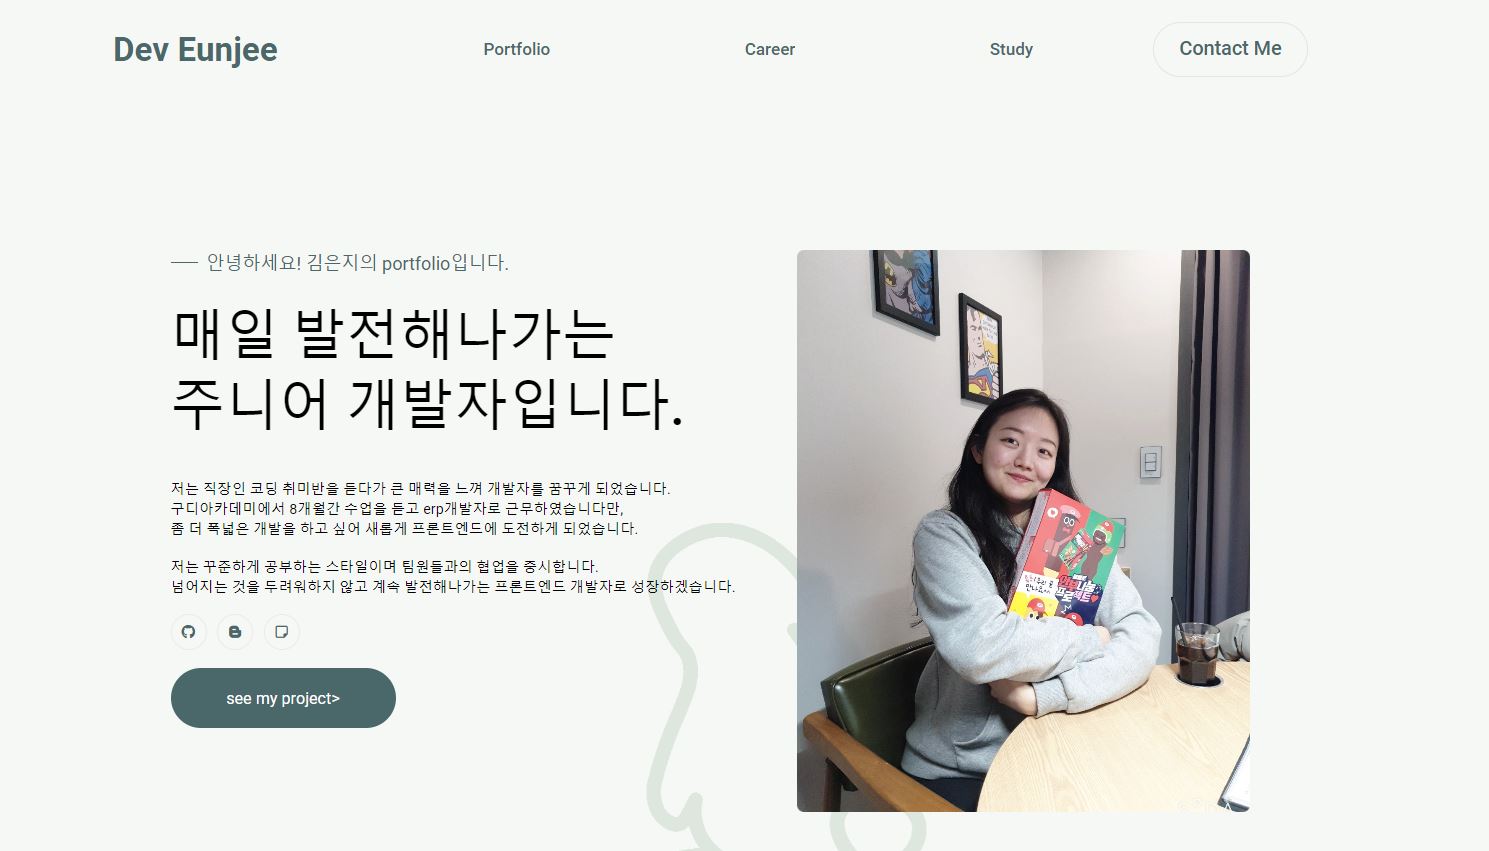 Dev Eunjee
Portfolio
Career
Study
Contact Me
안녕하세요! 김은지의 portfolio입니다.
매일 발전해나가는
주니어 개발자입니다.
저는 직장인 코딩 취미반을 듣다가 큰 매력을 느껴 개발자를 꿈꾸게 되었습니다.
구디아카데미에서 8개월간 수업을 듣고 erp개발자로 근무하였습니다만,
좀 더 폭넓은 개발을 하고 싶어 새롭게 프론트엔드에 도전하게 되었습니다.
저는 꾸준하게 공부하는 스타일이며 팀원들과의 협업을 중시합니다.
넘어지는 것을 두려워하지 않고 계속 발전해나가는 프론트엔드 개발자로 성장하겠습니다.
see my project>